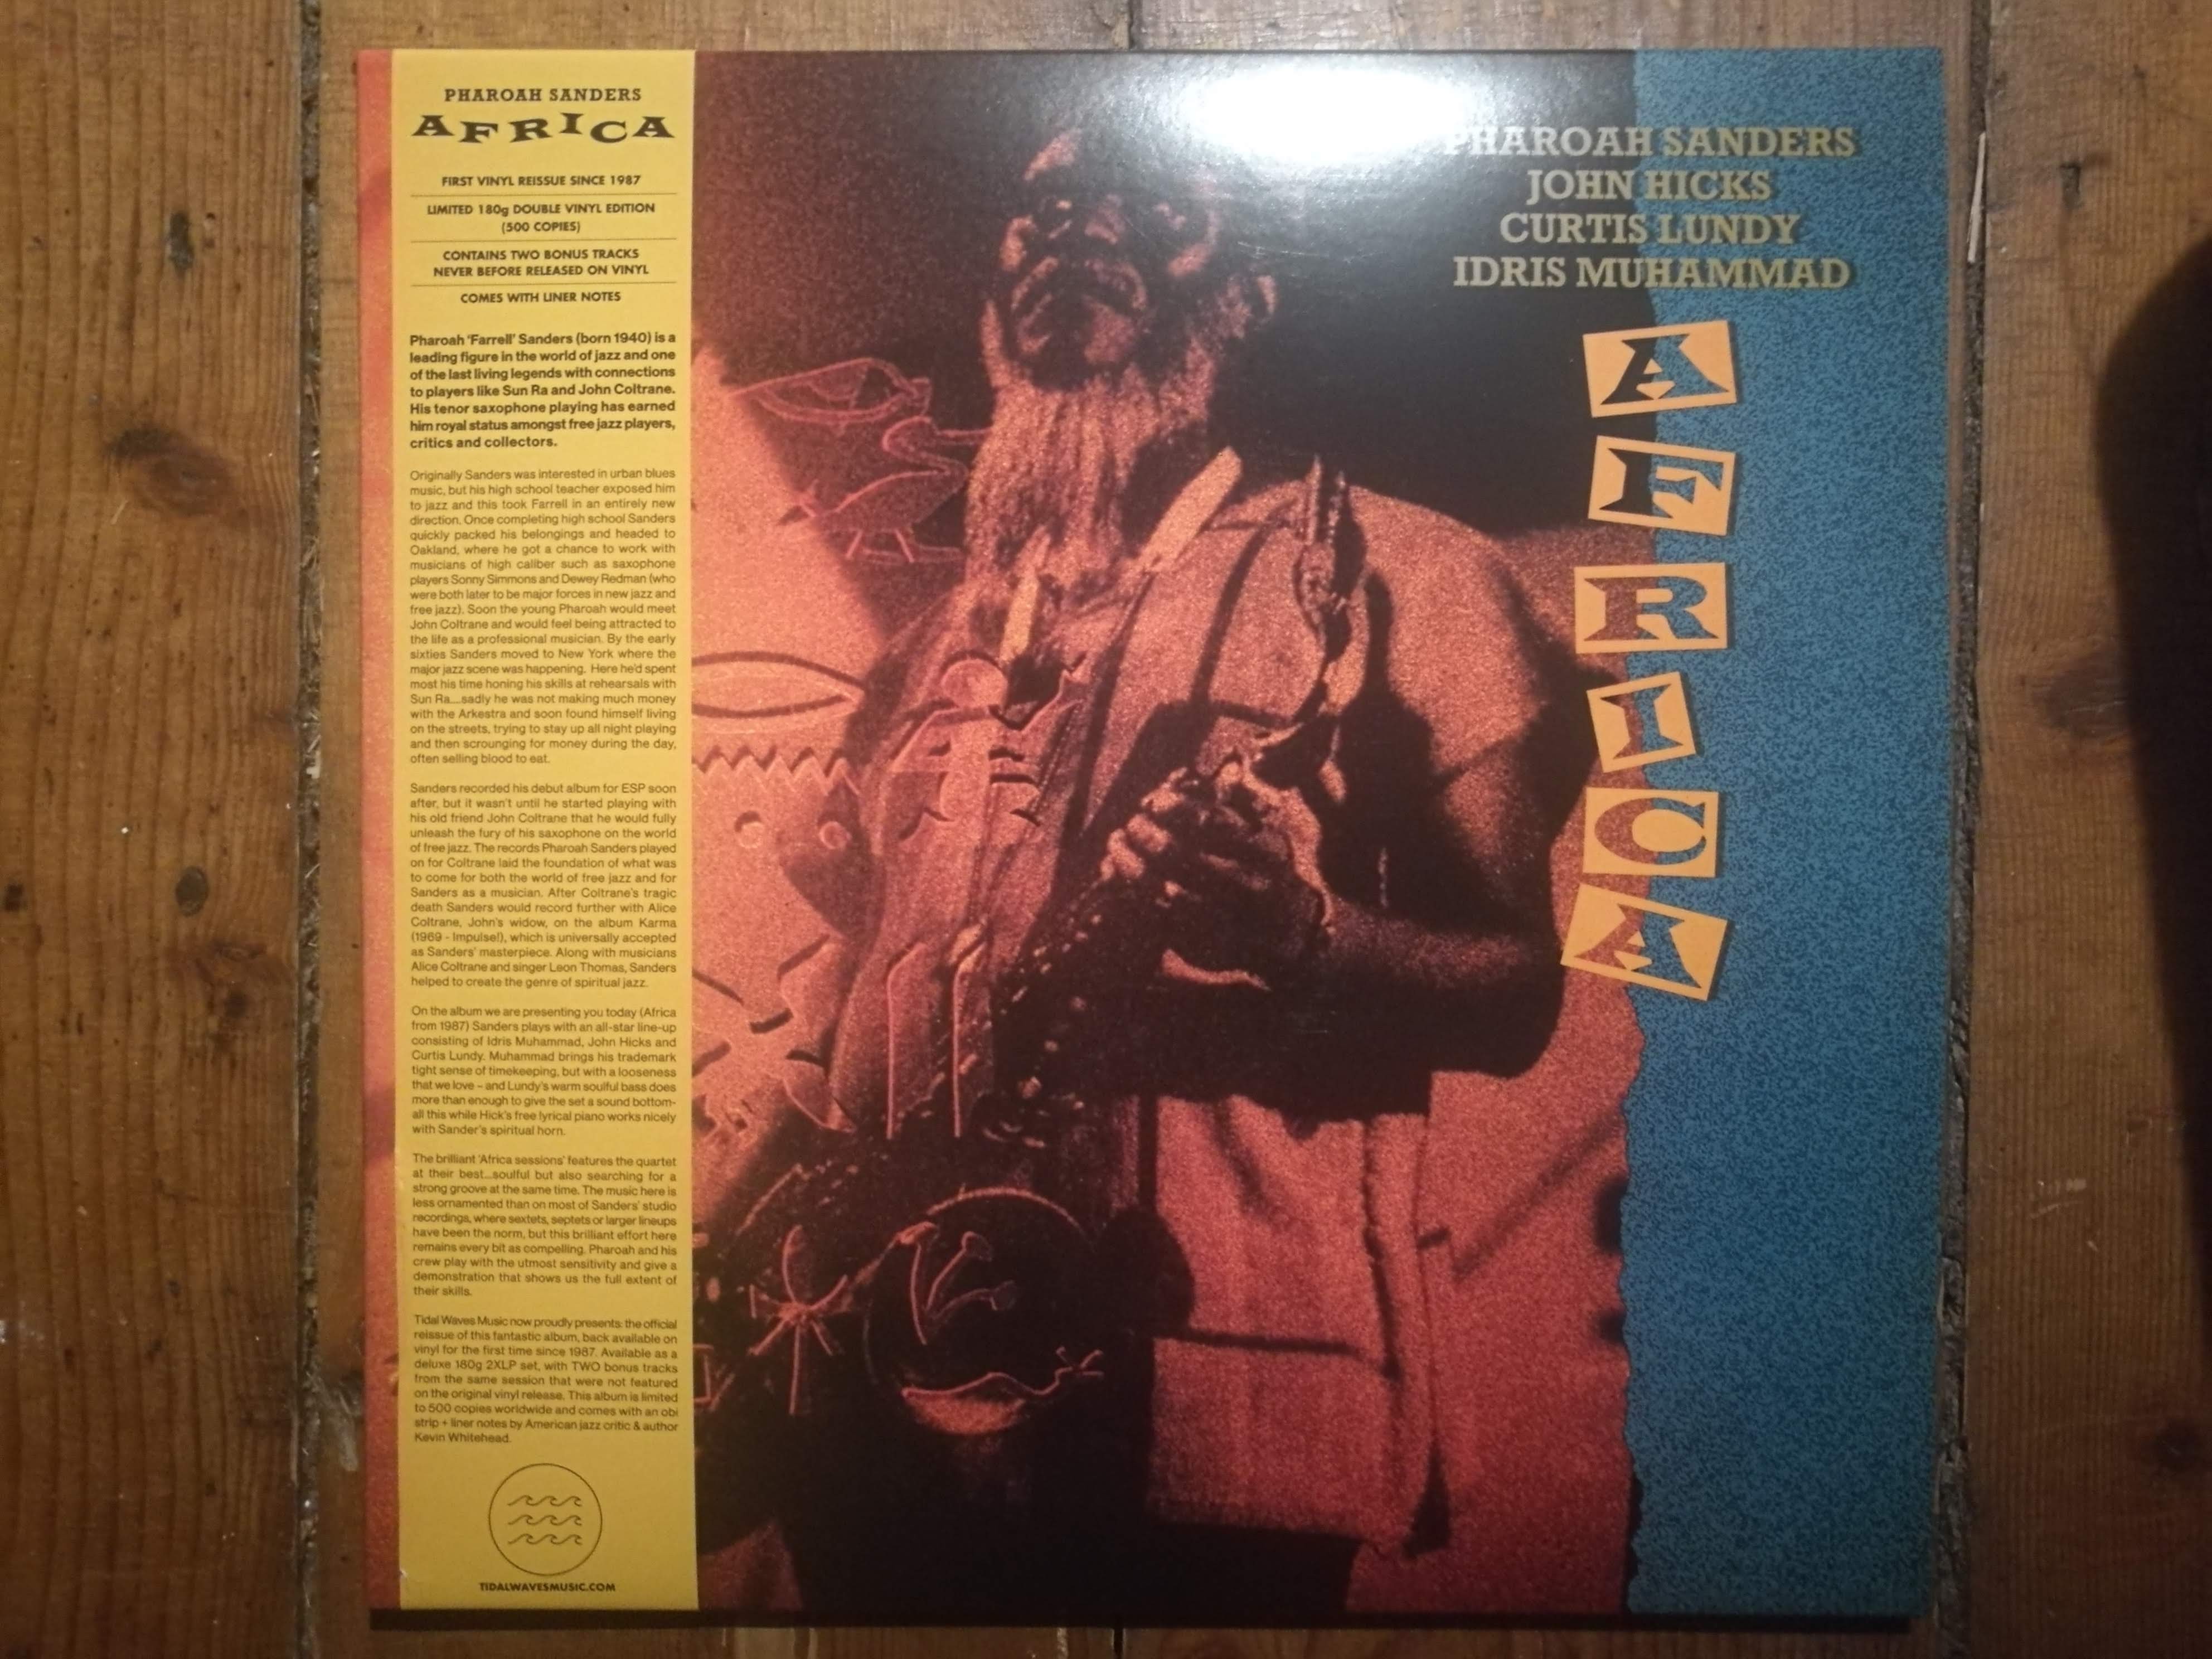 PHAROAH SANDERS
AFRICA
FIRST VINYL REISSUE SINCE 1987
LIMITED 180g DOUBLE VINYL EDITION
(500 COPIES)
CONTAINS TWO BONUS TRACKS
NEVER BEFORE RELEASED ON VINYL
COMES WITH LINER NOTES
Pharoah 'Farrell' Sanders (born 1940) is a
leading figure in the world of jazz and one
of the last living legends with connections
to players like Sun Ra and John Coltrane.
His tenor saxophone playing has earned
him royal status amongst free jazz players,
critics and collectors.
Originally Sanders was interested in urban blues
music, but his high school teacher exposed him
to jazz and this took Farrell in an entirely new
direction. Once completing high school Sanders
quickly packed his belongings and headed to
Oakland, where he got a chance to work with
musicians of high caliber such as saxophone
players Sonny Simmons and Dewey Redman (who
were both later to be major forces in new jazz and
free jazz). Soon the young Pharoah would meet
John Coltrane and would feel being attracted to
the life as a professional musician. By the early
sixties Sanders moved to New York where the
major jazz scene was happening. Here he'd spent
most his time honing his skills at rehearsals with
Sun Ra....sadly he was not making much money
with the Arkestra and soon found himself living
on the streets, trying to stay up all night playing
and then scrounging for money during the day,
often selling blood to eat.
Sanders recorded his debut album for ESP soon
after, but it wasn't until he started playing with
his old friend John Coltrane that he would fully
unleash the fury of his saxophone on the world
of free jazz. The records Pharoah Sanders played
on for Coltrane laid the foundation of what was
to come for both the world of free jazz and for
Sanders as a musician. After Coltrane's tragic
death Sanders would record further with Alice
Coltrane, John's widow, on the album Karma
(1969 - Impulse!), which is universally accepted
as Sanders' masterpiece. Along with musicians
Alice Coltrane and singer Leon Thomas, Sanders
helped to create the genre of spiritual jazz.
On the album we are presenting you today (Africa
from 1987) Sanders plays with an all-star line-up
consisting of Idris Muhammad, John Hicks and
Curtis Lundy. Muhammad brings his trademark
tight sense of timekeeping, but with a looseness
that we love – and Lundy's warm soulful bass does
more than enough to give the set a sound bottom-
all this while Hick's free lyrical piano works nicely
with Sander's spiritual horn.
The brilliant 'Africa sessions' features the quartet
at their best...soulful but also searching for a
strong groove at the same time. The music here is
less ornamented than on most of Sanders' studio
recordings, where sextets, septets or larger lineups
have been the norm, but this brilliant effort here
remains every bit as compelling. Pharoah and his
crew play with the utmost sensitivity and give a
demonstration that shows us the full extent of
their skills.
Tidal Waves Music now proudly presents: the official
reissue of this fantastic album, back available on
vinyl for the first time since 1987. Available as a
deluxe 180g 2XLP set, with TWO bonus tracks
from the same session that were not featured
on the original vinyl release. This album is limited
to 500 copies worldwide and comes with an obi
strip + liner notes by American jazz critic & author
Kevin Whitehead.
TIDALWAVESMUSIC.COM
PHAROAH SANDERS
JOHN HICKS
CURTIS LUNDY
IDRIS MUHAMMAD
AFRICA